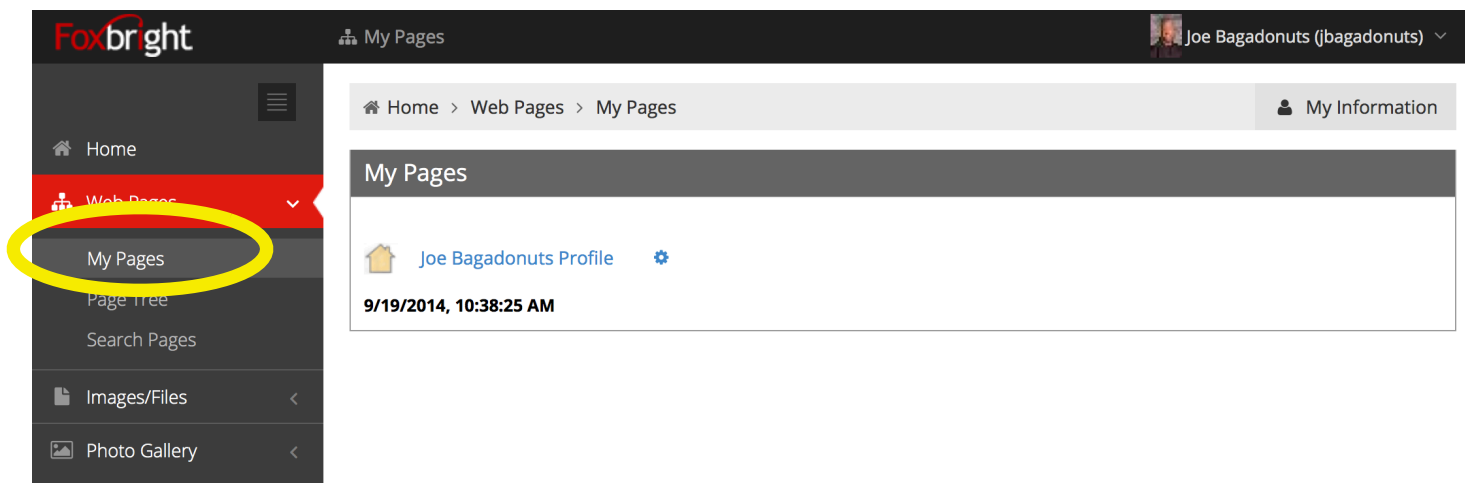 Foxbright
My Pages
Joe Bagadonuts (jbagadonuts)
Home > Web Pages > My Pages
My Information
Home
Web Pages
My Pages
Page Tree
Search Pages
Images/Files
Photo Gallery
My Pages
Joe Bagadonuts Profile
9/19/2014, 10:38:25 AM